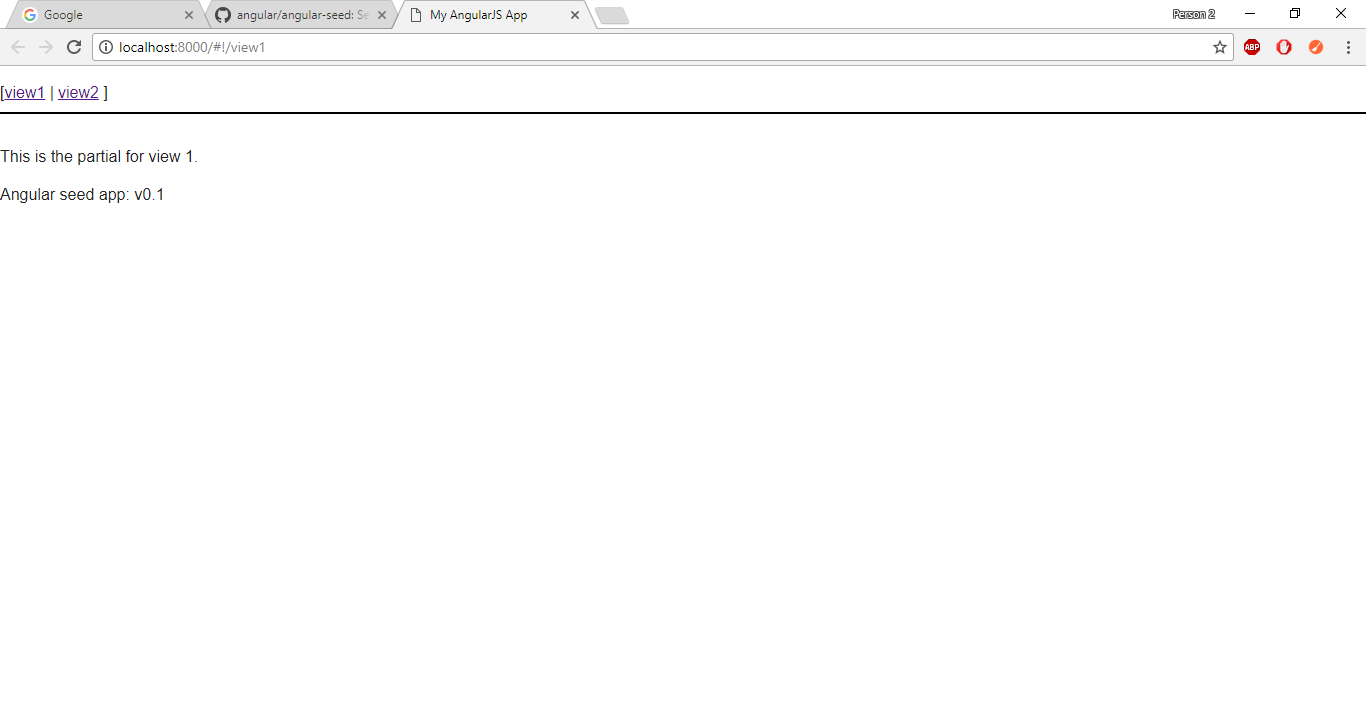 Google
angular/angular-seed: Se
My AngularJS App
Person 2
localhost:8000/#!/view1
ABP
[view1 | view2 ]
This is the partial for view 1.
Angular seed app: v0.1